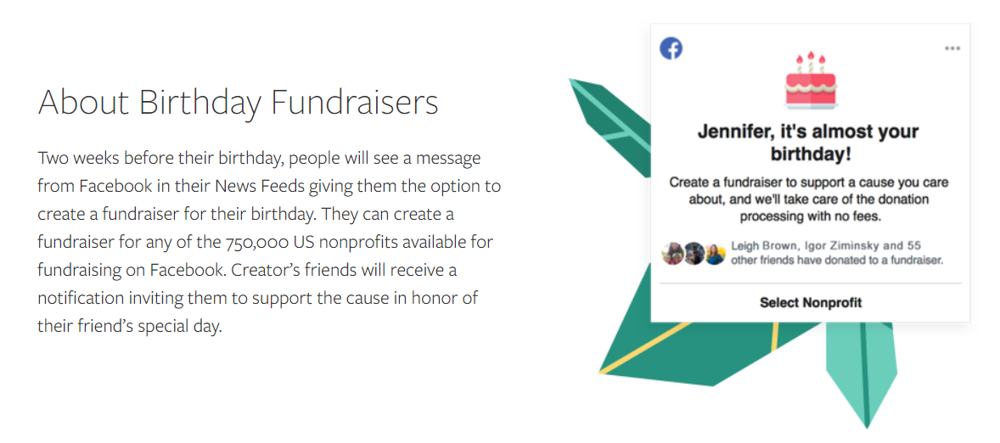 About Birthday Fundraisers
Two weeks before their birthday, people will see a message
from Facebook in their News Feeds giving them the option to
create a fundraiser for their birthday. They can create a
fundraiser for any of the 750,000 US nonprofits available for
fundraising on Facebook. Creator’s friends will receive a
notification inviting them to support the cause in honor of
their friend’s special day.
Jennifer, it's almost your
birthday!
Create a fundraiser to support a cause you care
about, and we'll take care of the donation
processing with no fees.
Leigh Brown, Igor Ziminsky and 55
other friends have donated to a fundraiser.
Select Nonprofit